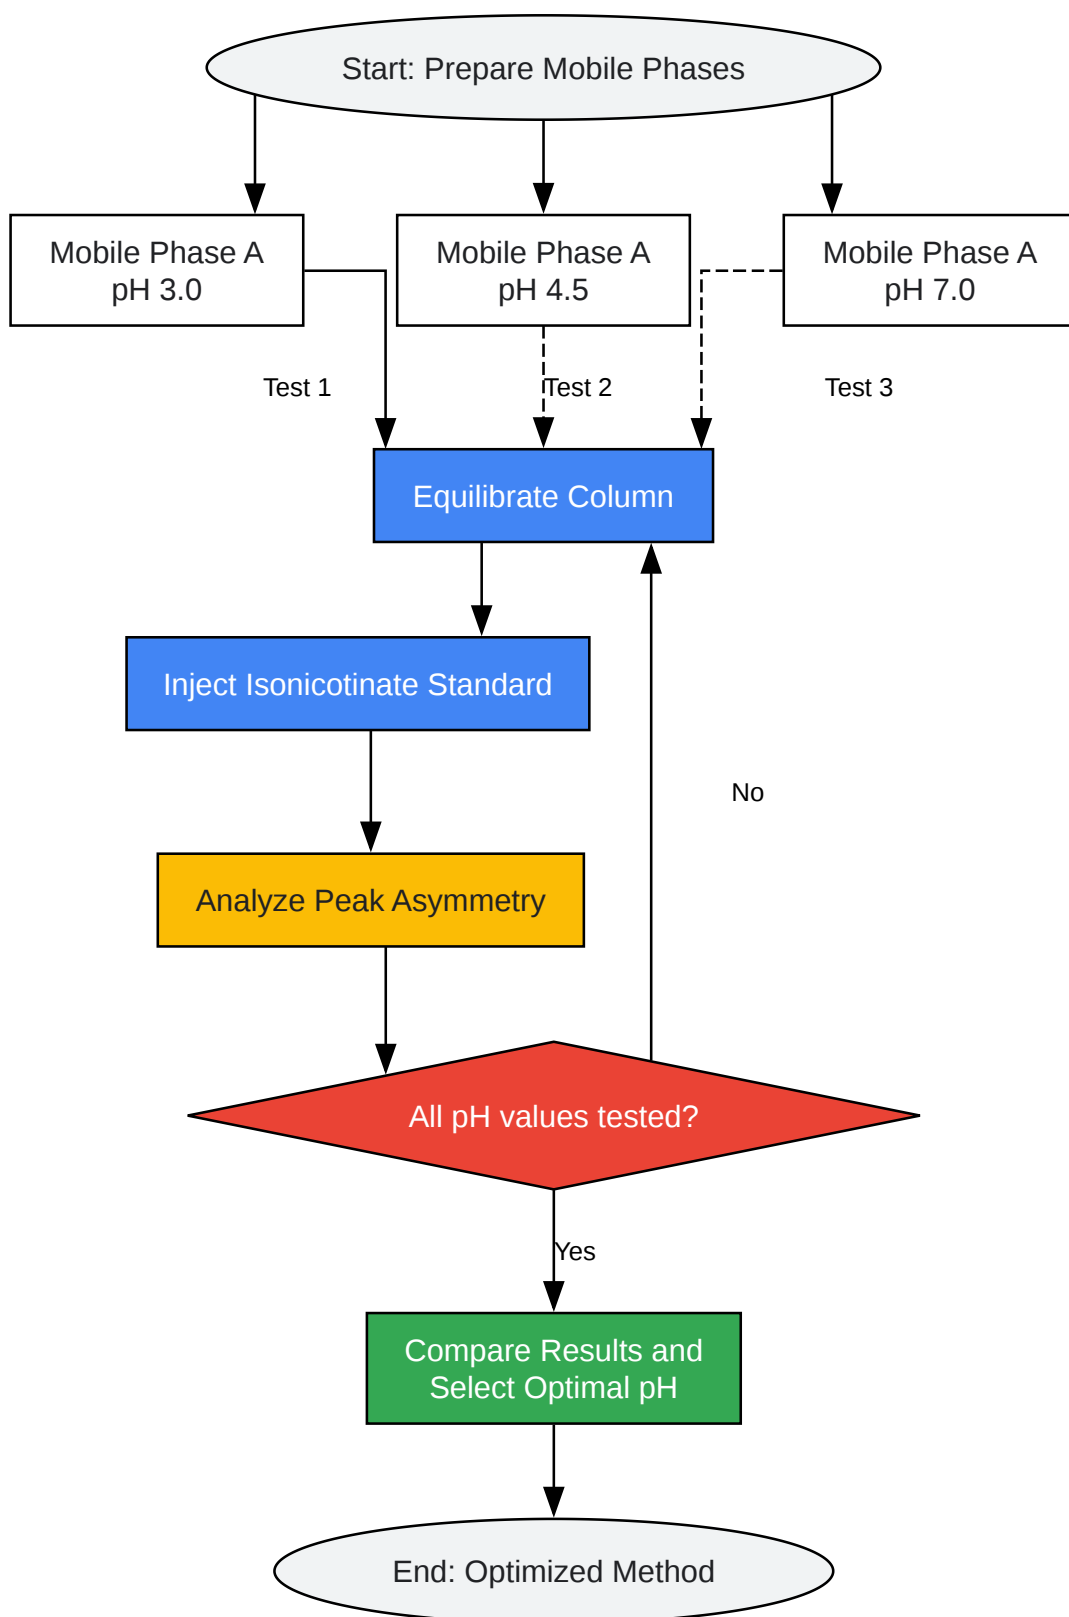 Start: Prepare Mobile Phases
Mobile Phase A
pH 3.0
Mobile Phase A
pH 4.5
Mobile Phase A
pH 7.0
Test 1
Test 2
Test 3
Equilibrate Column
Inject Isonicotinate Standard
No
Analyze Peak Asymmetry
All pH values tested?
Yes
Compare Results and
Select Optimal pH
End: Optimized Method